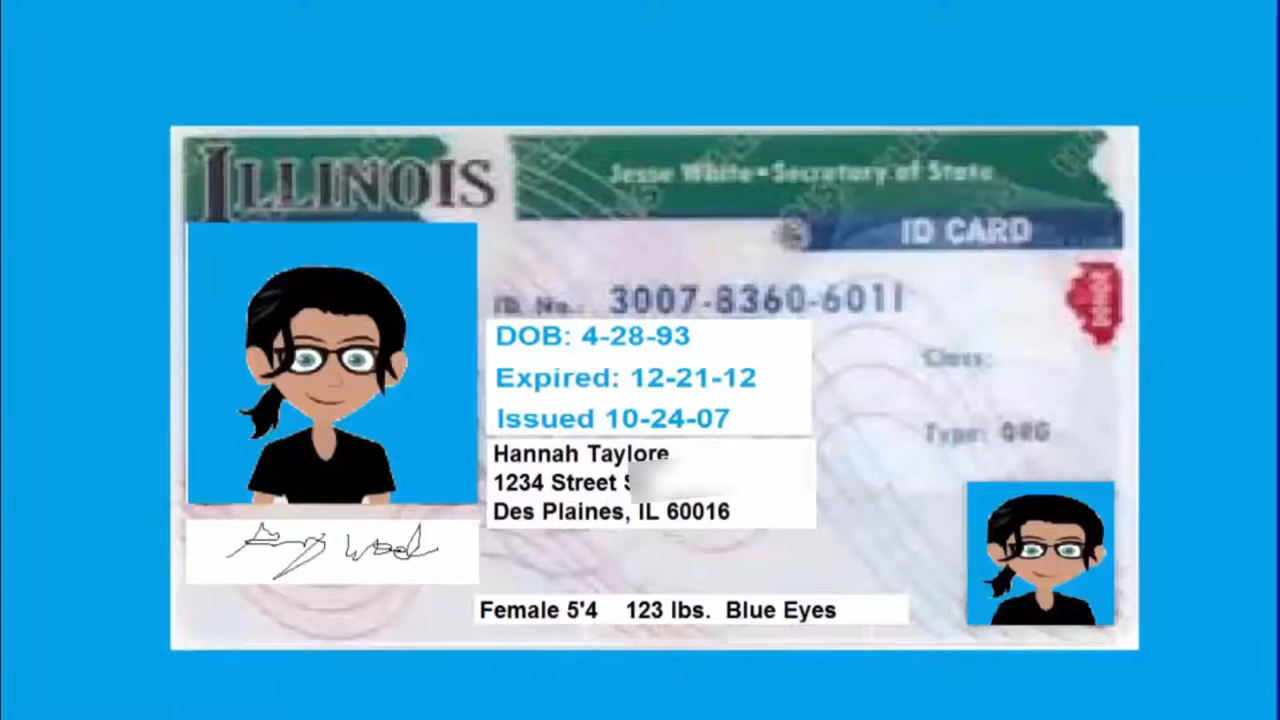 ILLINOIS
Jesse White • Secretary of State
ID CARD
ID. No.: 3007-8360-6011
DONOR
DOB: 4-28-93
Expired: 12-21-12
Class:
Issued 10-24-07
Type: ORG
Hannah Taylore
1234 Street
Des Plaines, IL 60016
Female 5'4 123 lbs. Blue Eyes